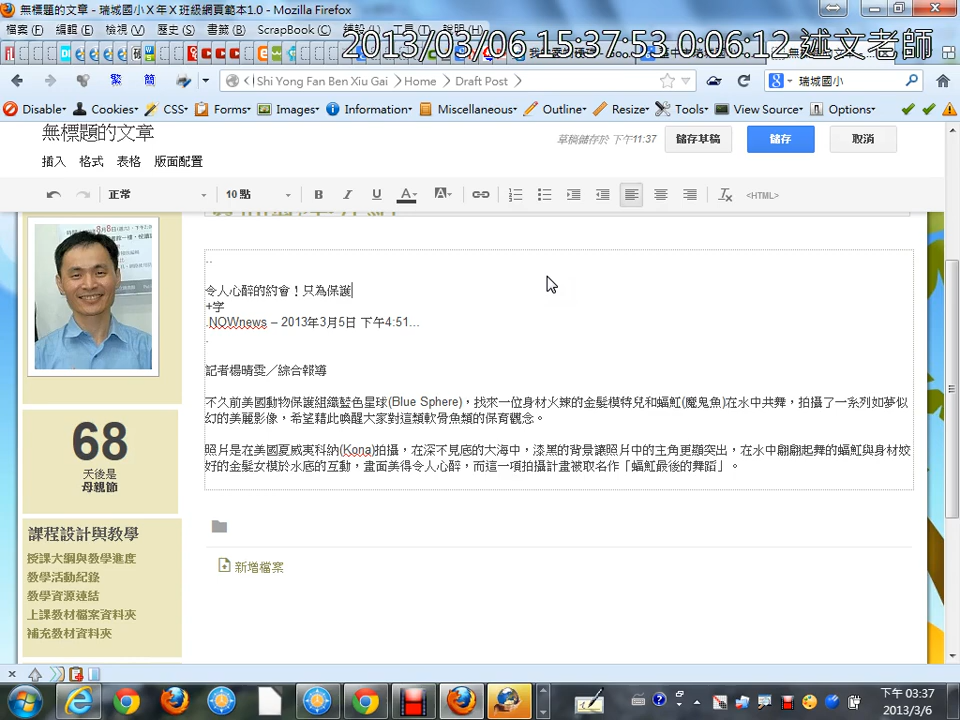 無標題的文章 - 瑞城國小Ｘ年Ｘ班級網頁範本1.0 - Mozilla Firefox
檔案(F) 編輯(E) 檢視(V) 歷史(S) 書籤(B) ScrapBook(C) 工具(T) 說明(H)
2013/03/06 15:37:53 0:06:12 述文老師
繁 簡 Shi Yong Fan Ben Xiu Gai Home Draft Post 瑞城國小
Disable Cookies CSS Forms Images Information Miscellaneous Outline Resize Tools View Source Options
無標題的文章
草稿儲存於 下午11:37 儲存草稿 儲存 取消
插入 格式 表格 版面配置
正常 10 點 B I U A A <HTML>
..
令人心醉的約會！只為保護
+字
.NOWnews – 2013年3月5日 下午4:51...
.
記者楊晴雯／綜合報導
不久前美國動物保護組織藍色星球(Blue Sphere)，找來一位身材火辣的金髮模特兒和蝠魟(魔鬼魚)在水中共舞，拍攝了一系列如夢似
幻的美麗影像，希望藉此喚醒大家對這類軟骨魚類的保育觀念。
照片是在美國夏威夷科納(Kona)拍攝，在深不見底的大海中，漆黑的背景讓照片中的主角更顯突出，在水中翩翩起舞的蝠魟與身材姣
好的金髮女模於水底的互動，畫面美得令人心醉，而這一項拍攝計畫被取名作「蝠魟最後的舞蹈」。
68
天後是
母親節
課程設計與教學
授課大綱與教學進度
教學活動紀錄
教學資源連結
上課教材檔案資料夾
補充教材資料夾
新增檔案
下午 03:37
2013/3/6